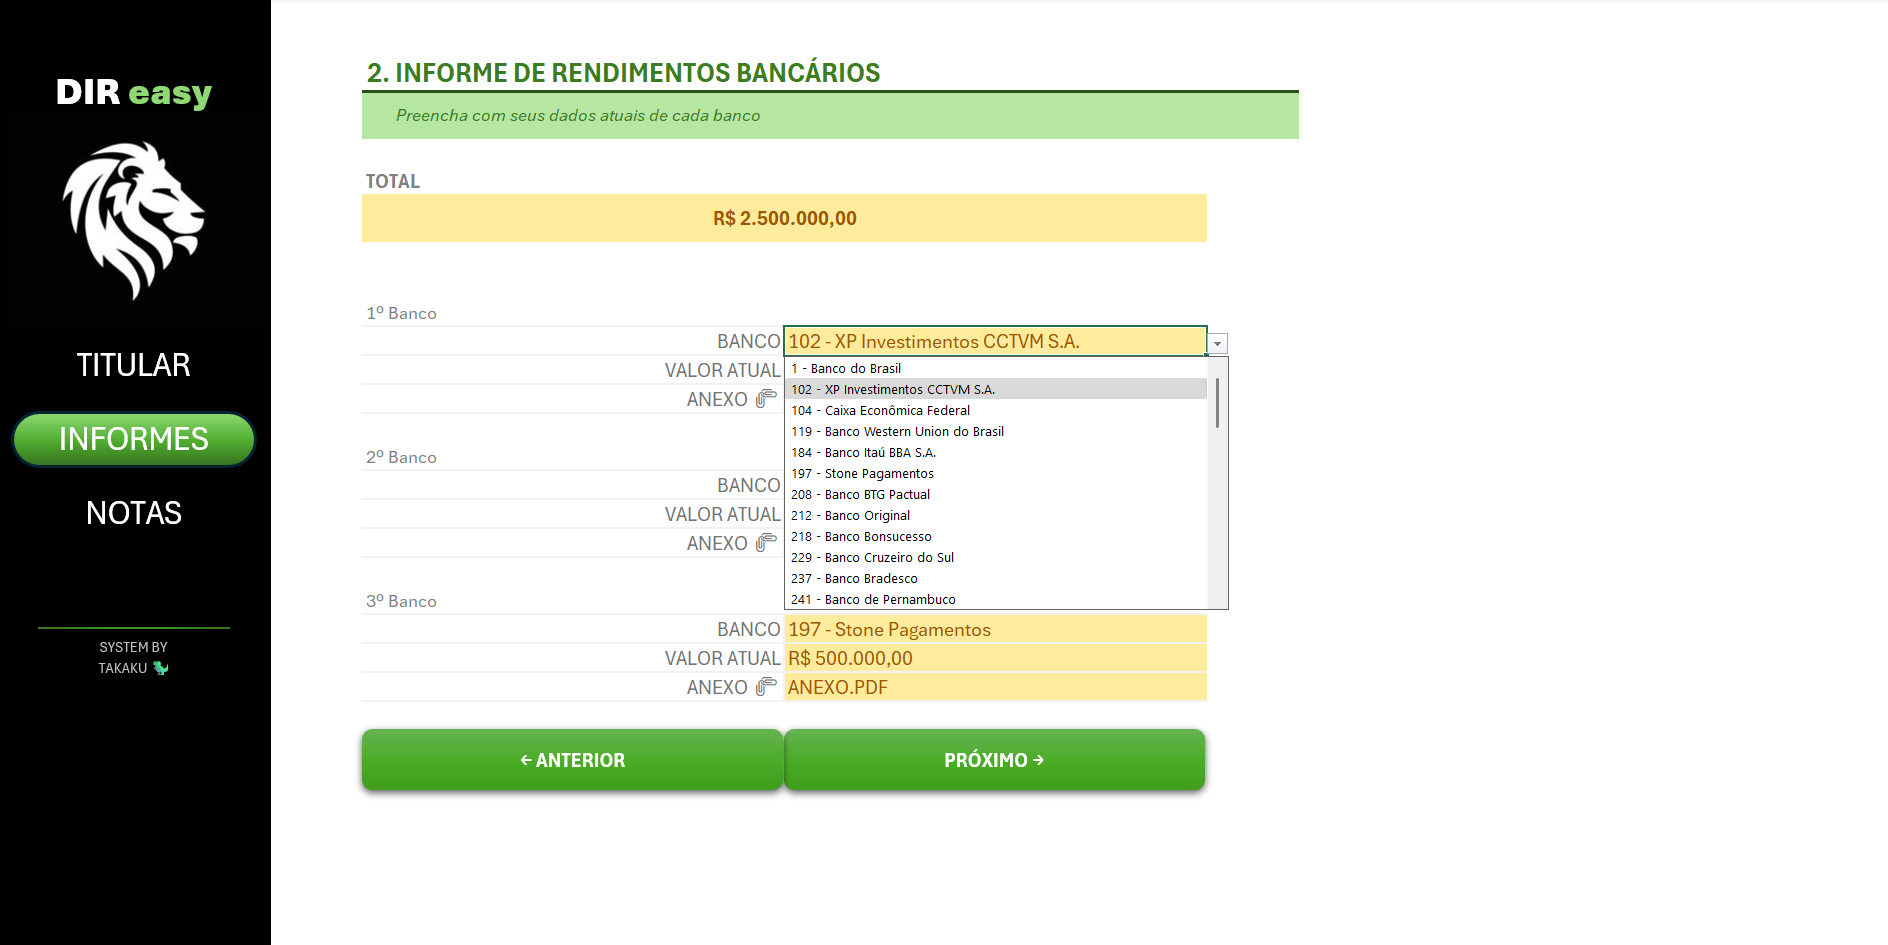 DIR easy
TITULAR
INFORMES
NOTAS
SYSTEM BY
TAKAKU
2. INFORME DE RENDIMENTOS BANCÁRIOS
Preencha com seus dados atuais de cada banco
TOTAL
R$ 2.500.000,00
1º Banco
BANCO 102 - XP Investimentos CCTVM S.A.
VALOR ATUAL
ANEXO
1 - Banco do Brasil
102 - XP Investimentos CCTVM S.A.
104 - Caixa Econômica Federal
119 - Banco Western Union do Brasil
184 - Banco Itaú BBA S.A.
197 - Stone Pagamentos
208 - Banco BTG Pactual
212 - Banco Original
218 - Banco Bonsucesso
229 - Banco Cruzeiro do Sul
237 - Banco Bradesco
241 - Banco de Pernambuco
2º Banco
BANCO
VALOR ATUAL
ANEXO
3º Banco
BANCO 197 - Stone Pagamentos
VALOR ATUAL R$ 500.000,00
ANEXO ANEXO.PDF
← ANTERIOR
PRÓXIMO →